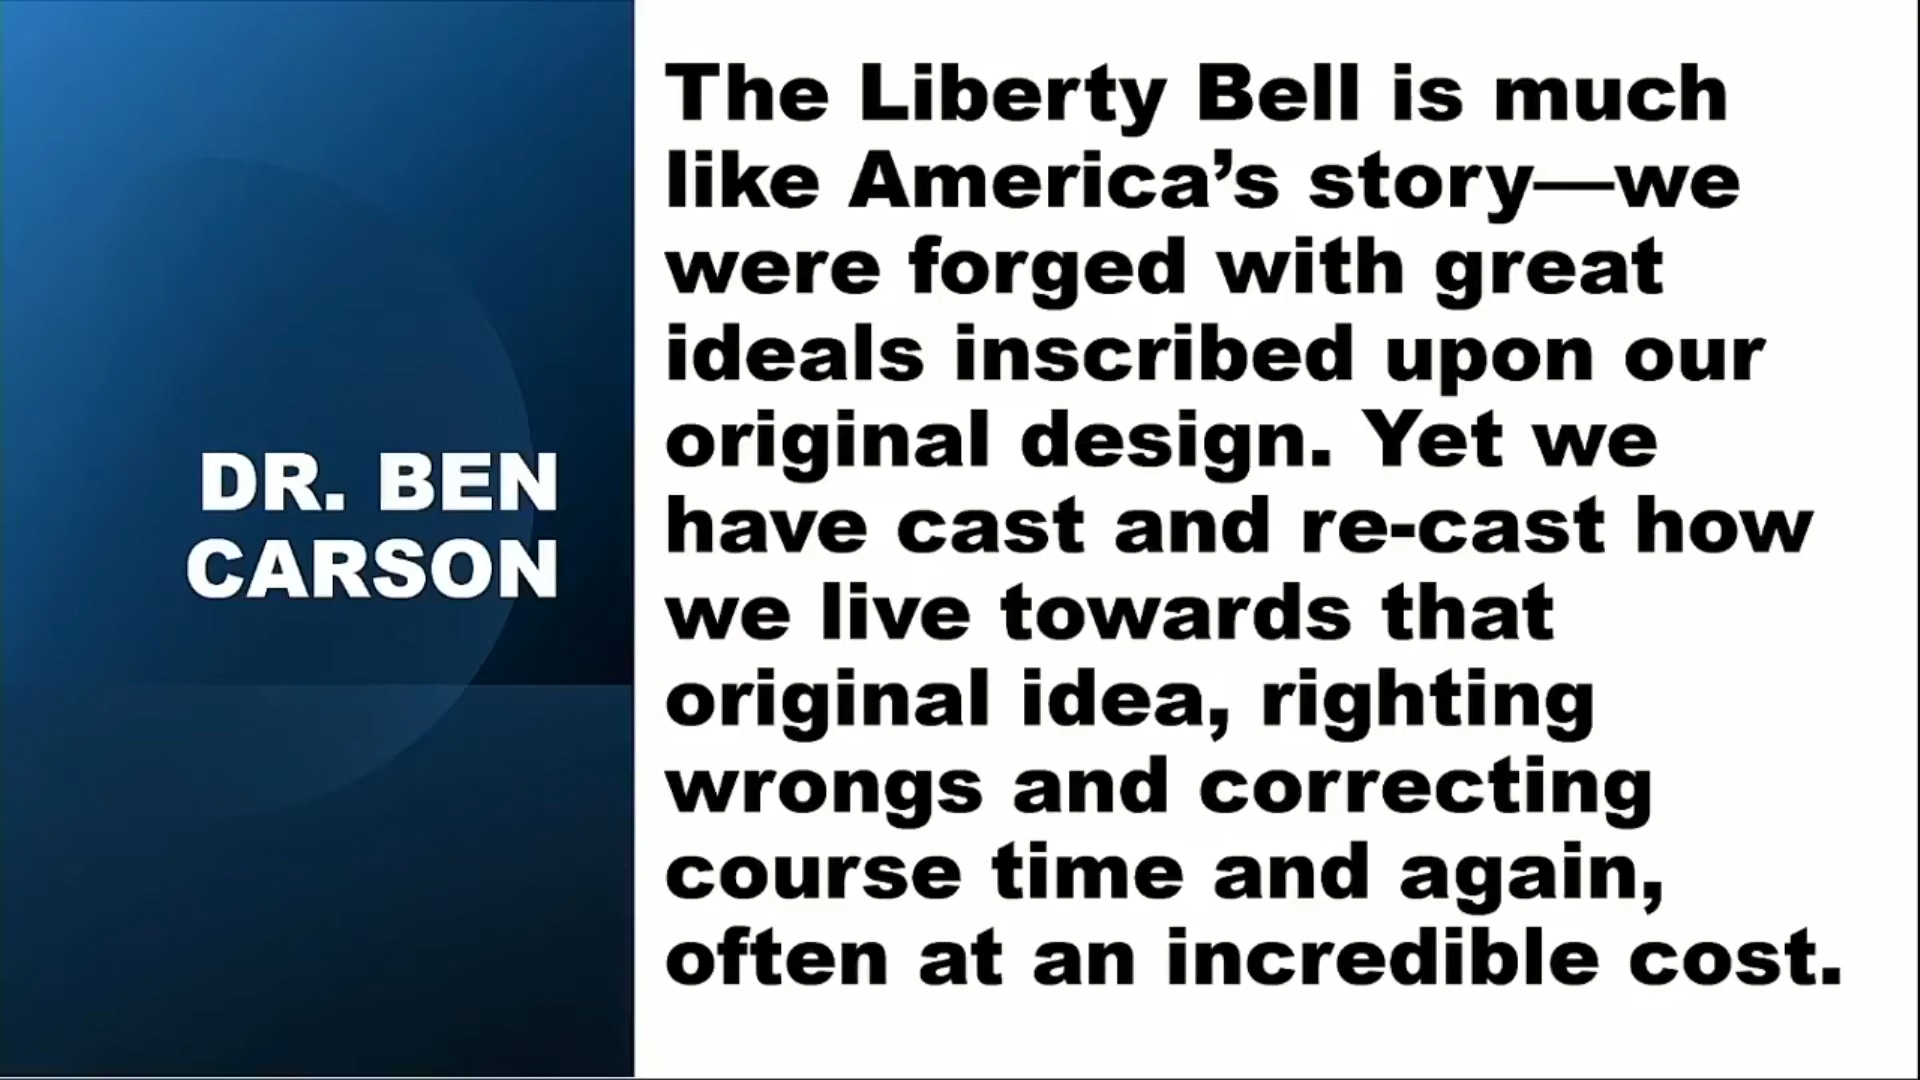 DR. BEN
CARSON
The Liberty Bell is much
like America’s story—we
were forged with great
ideals inscribed upon our
original design. Yet we
have cast and re-cast how
we live towards that
original idea, righting
wrongs and correcting
course time and again,
often at an incredible cost.